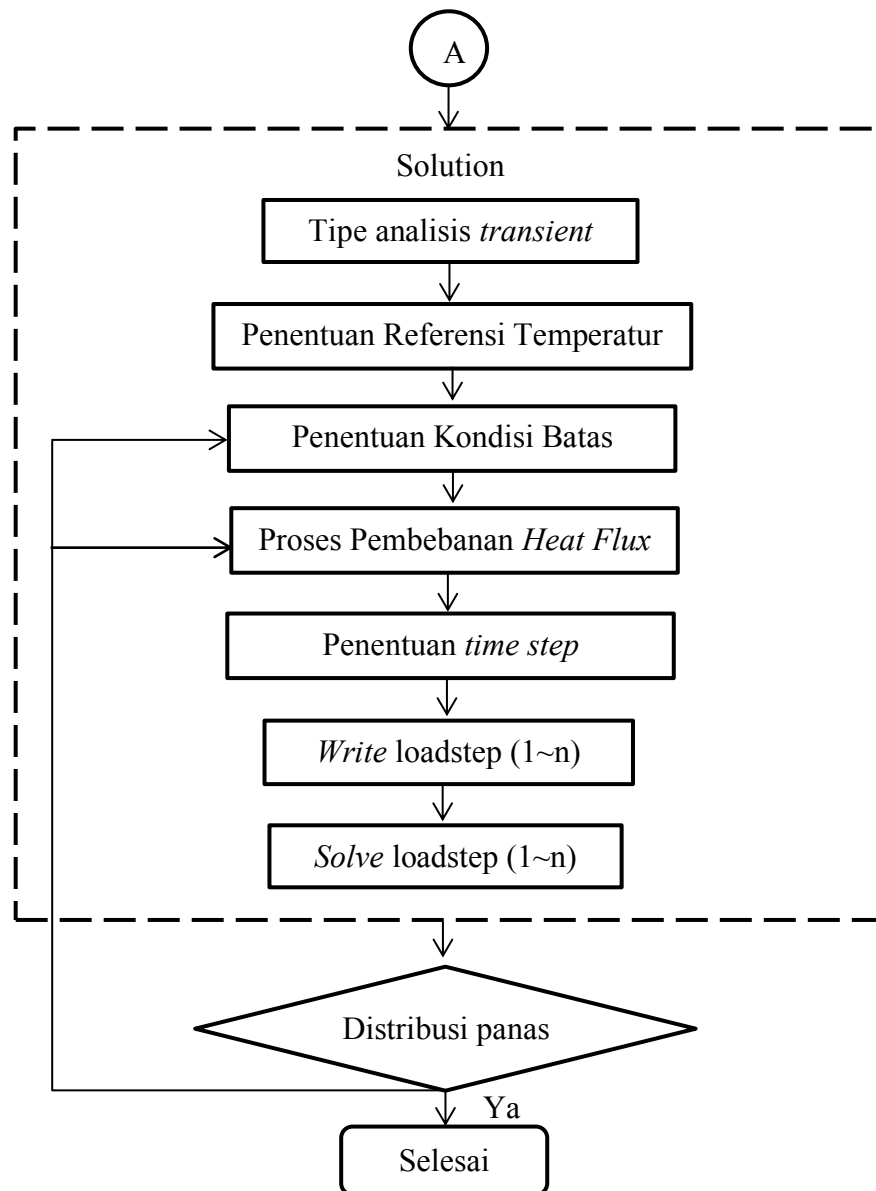 A
Solution
Tipe analisis transient
Penentuan Referensi Temperatur
Penentuan Kondisi Batas
Proses Pembebanan Heat Flux
Penentuan time step
Write loadstep (1~n)
Solve loadstep (1~n)
Distribusi panas
Ya
Selesai